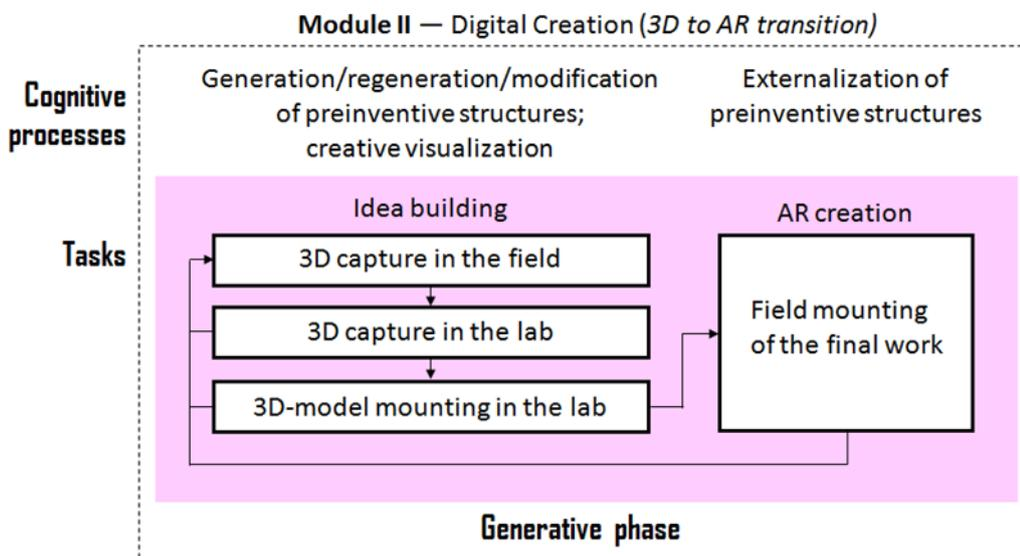 Module II — Digital Creation (3D to AR transition)
Cognitive
processes
Generation/regeneration/modification
of preinventive structures;
creative visualization
Externalization of
preinventive structures
Tasks
Idea building
3D capture in the field
3D capture in the lab
3D-model mounting in the lab
AR creation
Field mounting
of the final work
Generative phase